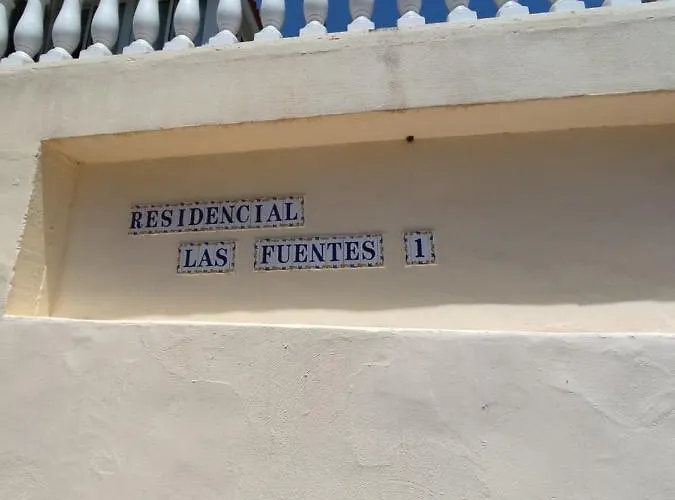 RESIDENCIAL
LAS FUENTES 1